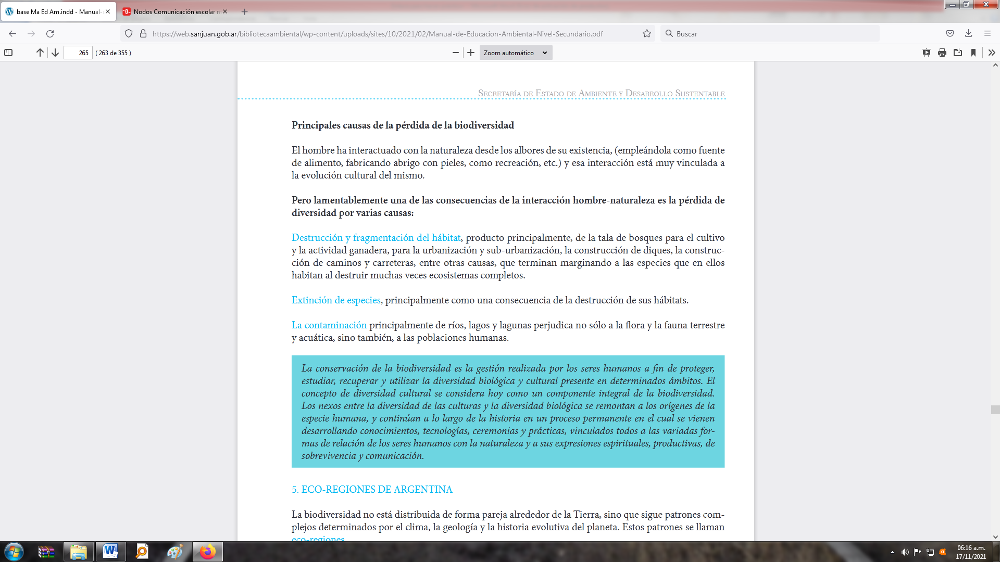 base Ma Ed Am.indd - Manual-
Nodos Comunicación escolar
https://web.sanjuan.gob.ar/bibliotecaambiental/wp-content/uploads/sites/10/2021/02/Manual-de-Educacion-Ambiental-Nivel-Secundario.pdf
Buscar
265 ( 263 de 355 )
Zoom automático
Secretaría de Estado de Ambiente y Desarrollo Sustentable
Principales causas de la pérdida de la biodiversidad
El hombre ha interactuado con la naturaleza desde los albores de su existencia, (empleándola como fuente
de alimento, fabricando abrigo con pieles, como recreación, etc.) y esa interacción está muy vinculada a
la evolución cultural del mismo.
Pero lamentablemente una de las consecuencias de la interacción hombre-naturaleza es la pérdida de
diversidad por varias causas:
Destrucción y fragmentación del hábitat, producto principalmente, de la tala de bosques para el cultivo
y la actividad ganadera, para la urbanización y sub-urbanización, la construcción de diques, la construc-
ción de caminos y carreteras, entre otras causas, que terminan marginando a las especies que en ellos
habitan al destruir muchas veces ecosistemas completos.
Extinción de especies, principalmente como una consecuencia de la destrucción de sus hábitats.
La contaminación principalmente de ríos, lagos y lagunas perjudica no sólo a la flora y la fauna terrestre
y acuática, sino también, a las poblaciones humanas.
La conservación de la biodiversidad es la gestión realizada por los seres humanos a fin de proteger,
estudiar, recuperar y utilizar la diversidad biológica y cultural presente en determinados ámbitos. El
concepto de diversidad cultural se considera hoy como un componente integral de la biodiversidad.
Los nexos entre la diversidad de las culturas y la diversidad biológica se remontan a los orígenes de la
especie humana, y continúan a lo largo de la historia en un proceso permanente en el cual se vienen
desarrollando conocimientos, tecnologías, ceremonias y prácticas, vinculados todos a las variadas for-
mas de relación de los seres humanos con la naturaleza y a sus expresiones espirituales, productivas, de
sobrevivencia y comunicación.
5. ECO-REGIONES DE ARGENTINA
La biodiversidad no está distribuida de forma pareja alrededor de la Tierra, sino que sigue patrones com-
plejos determinados por el clima, la geología y la historia evolutiva del planeta. Estos patrones se llaman
eco-regiones
06:16 a.m.
17/11/2021